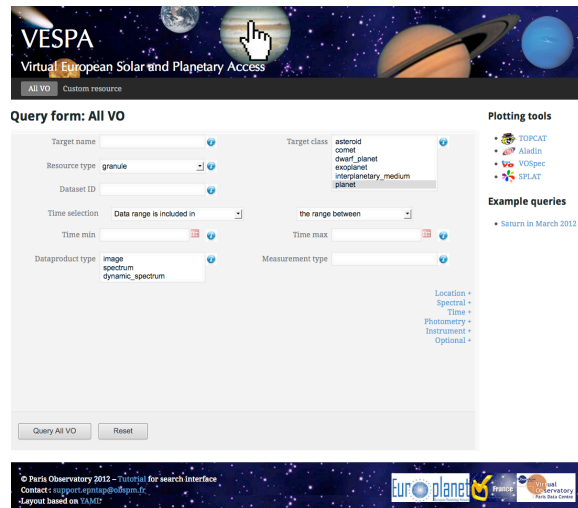 VESPA
Virtual European Solar and Planetary Access
All VO Custom resource
Query form: All VO
Target name
Target class
asteroid
comet
dwarf_planet
exoplanet
interplanetary_medium
planet
Resource type granule
Dataset ID
Time selection Data range is included in the range between
Time min
Time max
Dataproduct type
image
spectrum
dynamic_spectrum
Measurement type
Location +
Spectral +
Time +
Photometry +
Instrument +
Optional +
Query All VO Reset
Plotting tools
TOPCAT
Aladin
VOSpec
SPLAT
Example queries
Saturn in March 2012
© Paris Observatory 2012 – Tutorial for search interface
Contact : support.epntap@obspm.fr
Layout based on YAML
Europlanet
France
Virtual
Observatory
Paris Data Centre